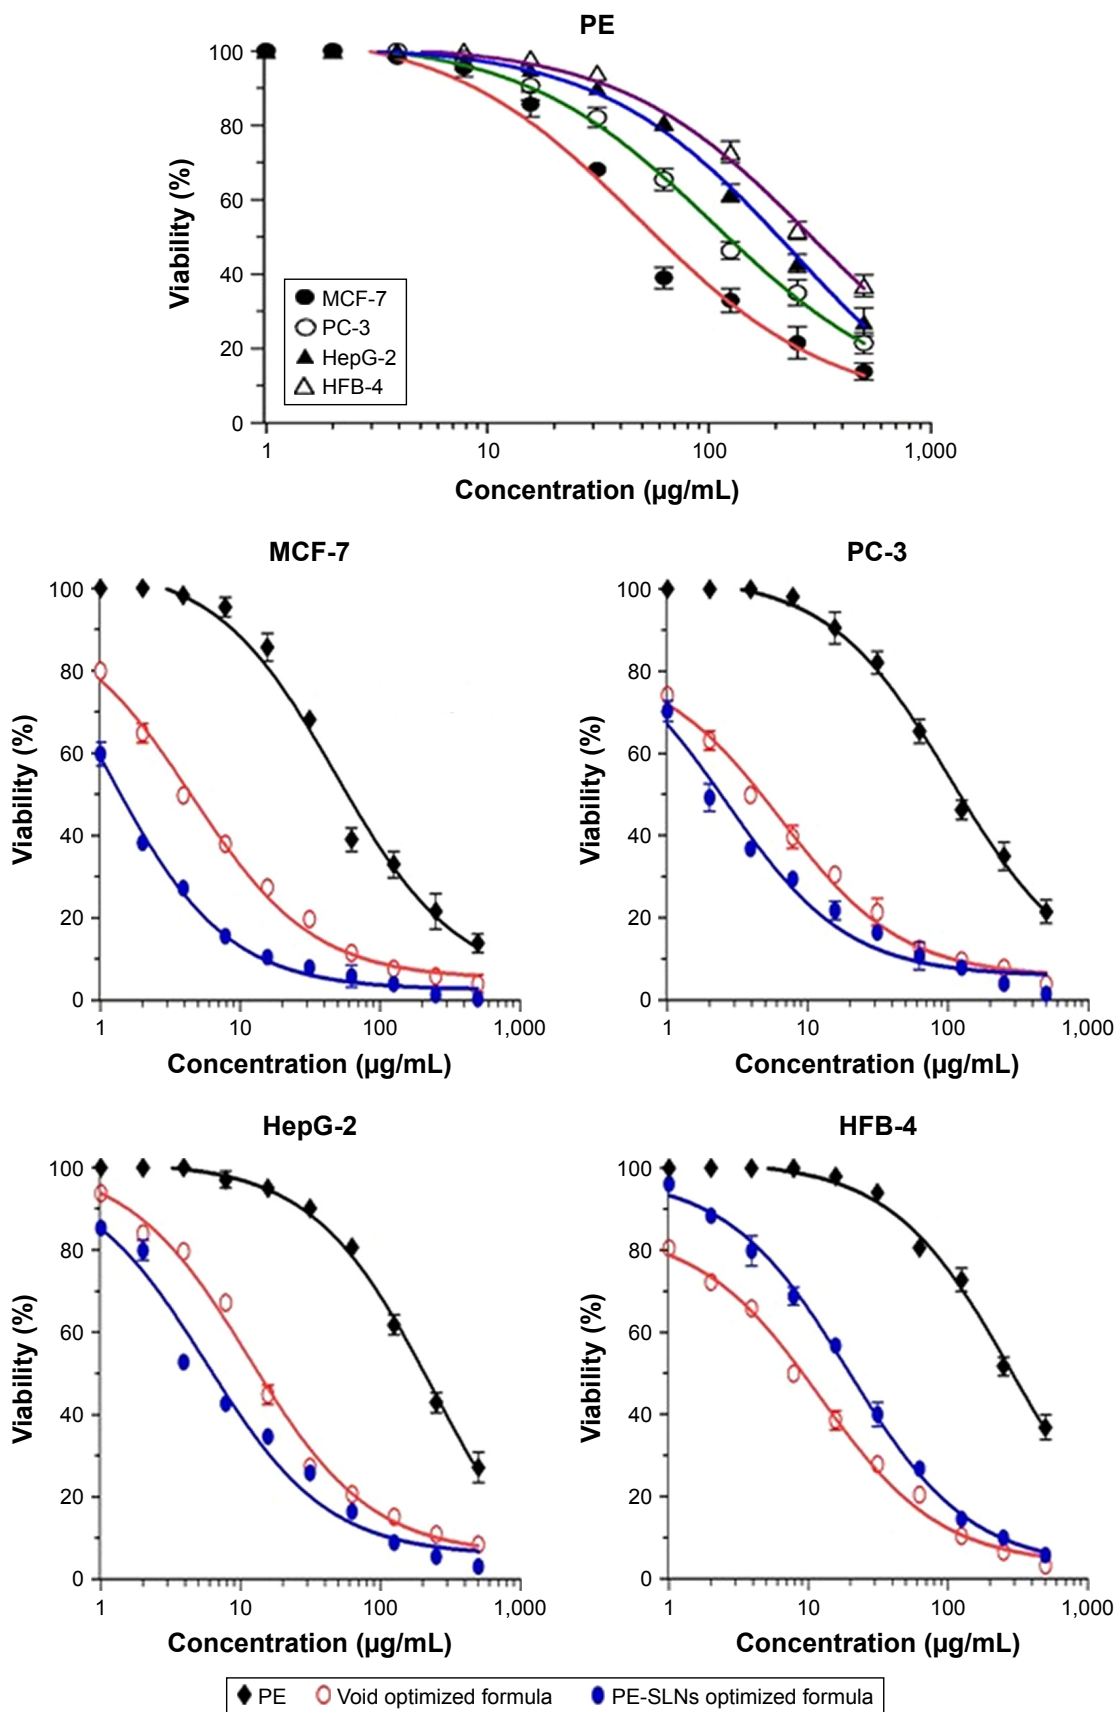 PE
100
80
60
40
20
0
Viability (%)
MCF-7
PC-3
HepG-2
HFB-4
1 10 100 1,000
Concentration (µg/mL)
MCF-7
100
80
60
40
20
0
Viability (%)
1 10 100 1,000
Concentration (µg/mL)
PC-3
100
80
60
40
20
0
Viability (%)
1 10 100 1,000
Concentration (µg/mL)
HepG-2
100
80
60
40
20
0
Viability (%)
1 10 100 1,000
Concentration (µg/mL)
HFB-4
100
80
60
40
20
0
Viability (%)
1 10 100 1,000
Concentration (µg/mL)
PE Void optimized formula PE-SLNs optimized formula